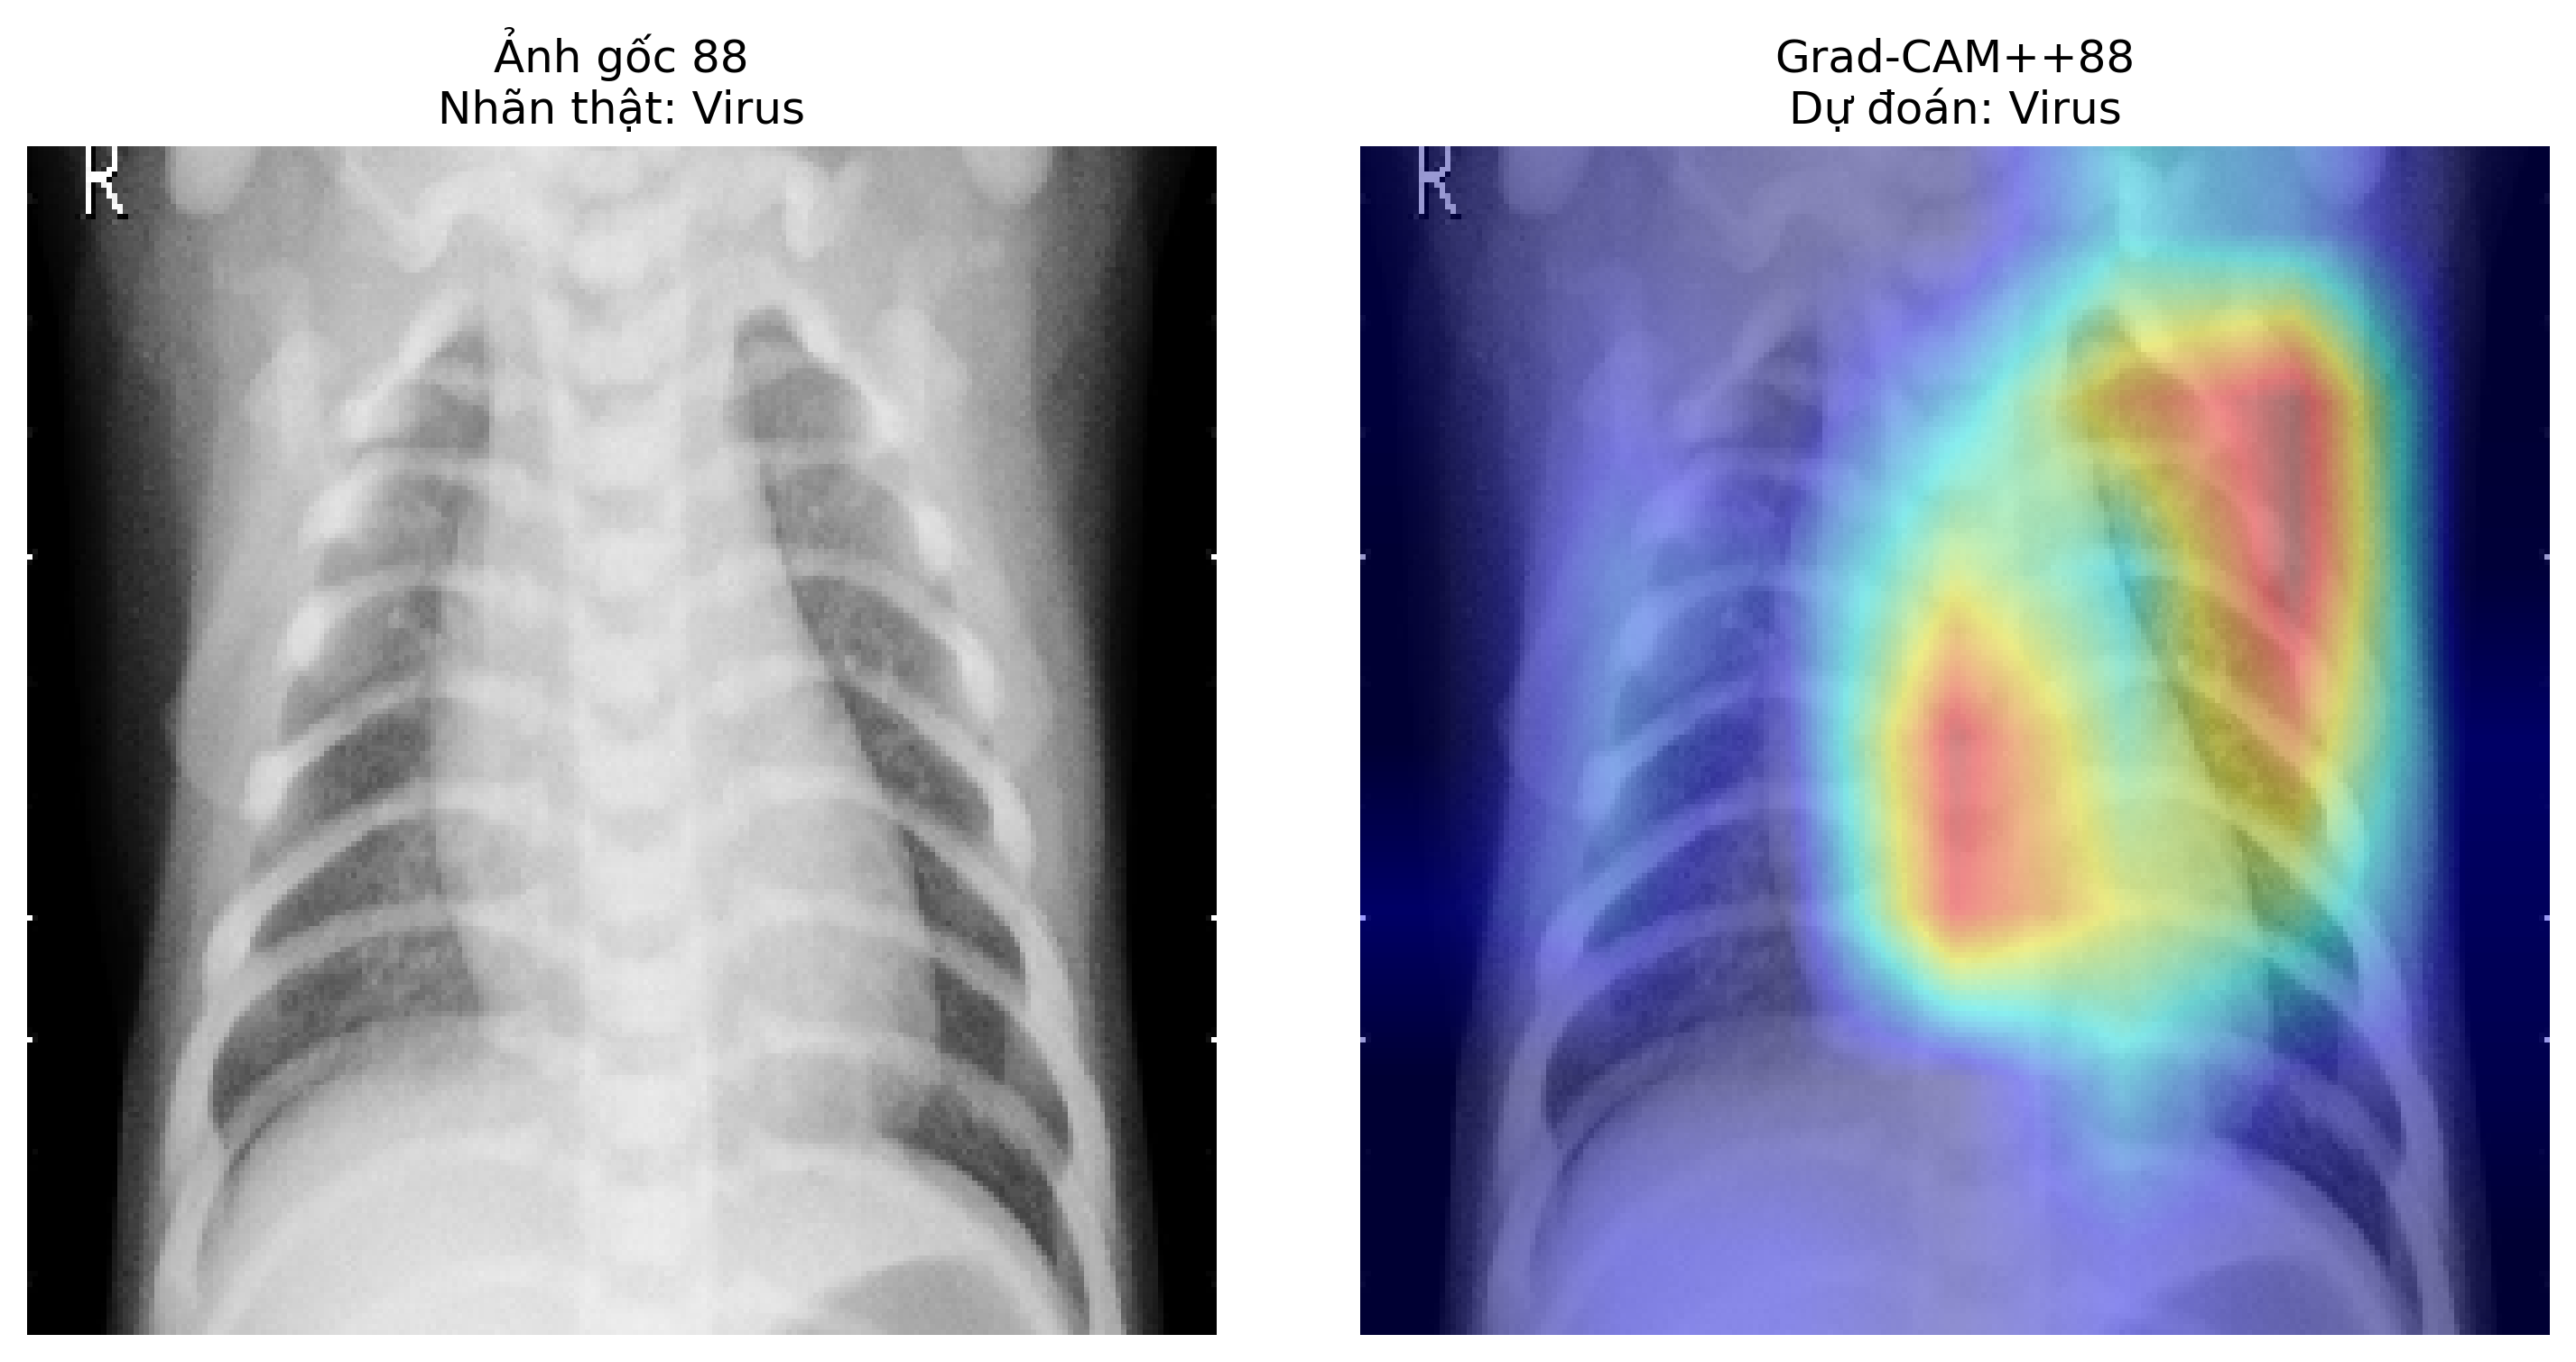 Ảnh gốc 88
Nhãn thật: Virus
Grad-CAM++88
Dự đoán: Virus
R